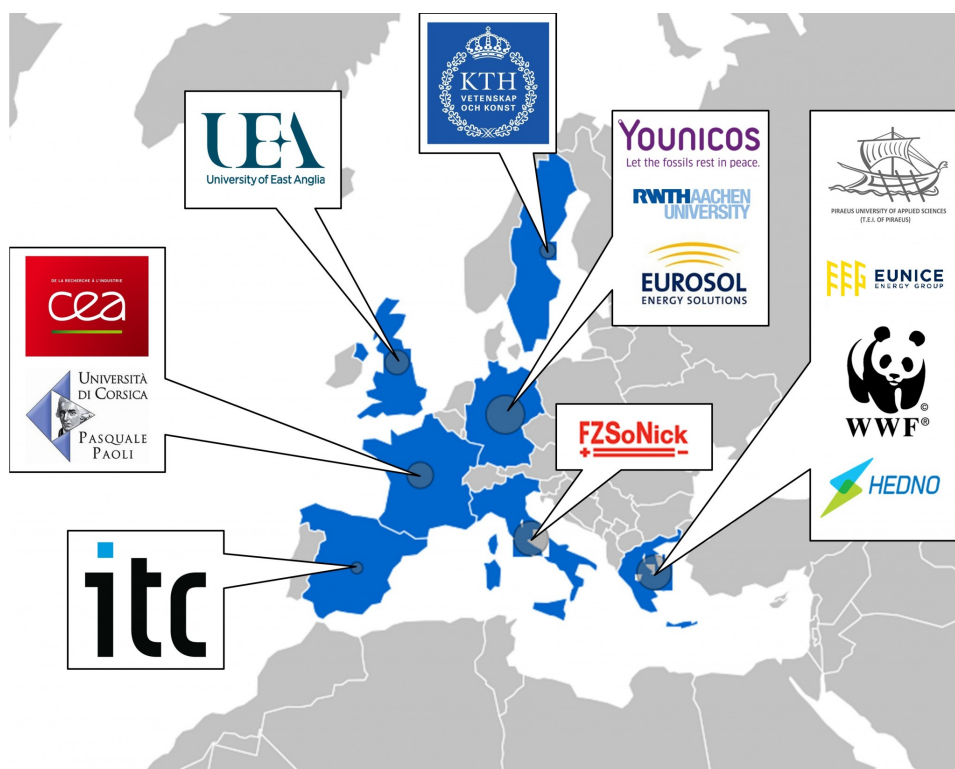 KTH
VETENSKAP
OCH KONST
UEA
University of East Anglia
Younicos
Let the fossils rest in peace.
RWTHAACHEN
UNIVERSITY
EUROSOL
ENERGY SOLUTIONS
PIRAEUS UNIVERSITY OF APPLIED SCIENCES
(T.E.I. OF PIRAEUS)
EUNICE
ENERGY GROUP
©
WWF®
HEDNO
DE LA RECHERCHE À L'INDUSTRIE
cea
UNIVERSITÀ
DI CORSICA
PASQUALE
PAOLI
FZSoNick
+ −
itc